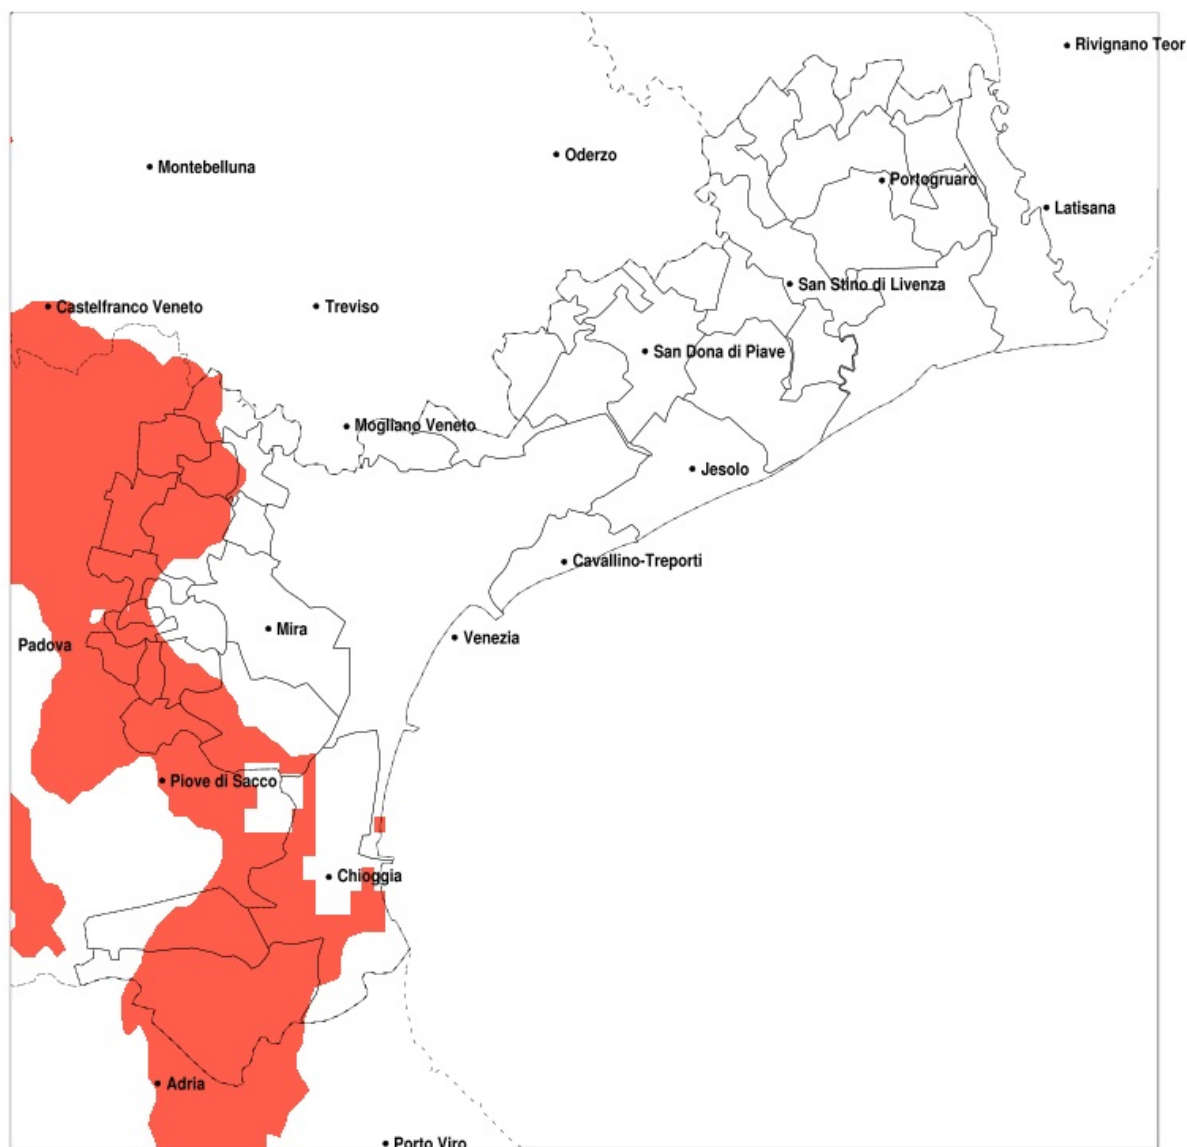 Rivignano Teor
Oderzo
Montebelluna
Portogruaro
Latisana
San Stino di Livenza
Castelfranco Veneto
Treviso
San Dona di Piave
Mogliano Veneto
Jesolo
Cavallino-Treporti
Mira
Venezia
Padova
Piove di Sacco
Chioggia
Adria
Porto Viro